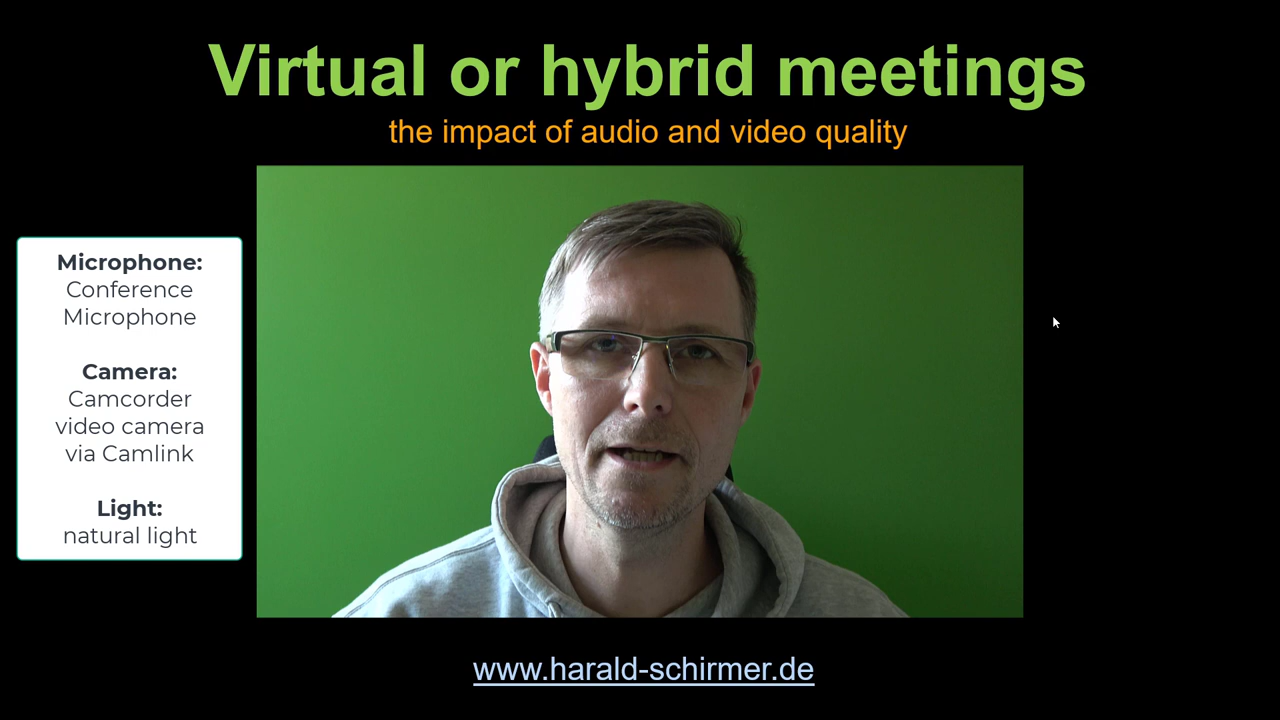 Virtual or hybrid meetings
the impact of audio and video quality
Microphone:
Conference
Microphone
Camera:
Camcorder
video camera
via Camlink
Light:
natural light
www.harald-schirmer.de